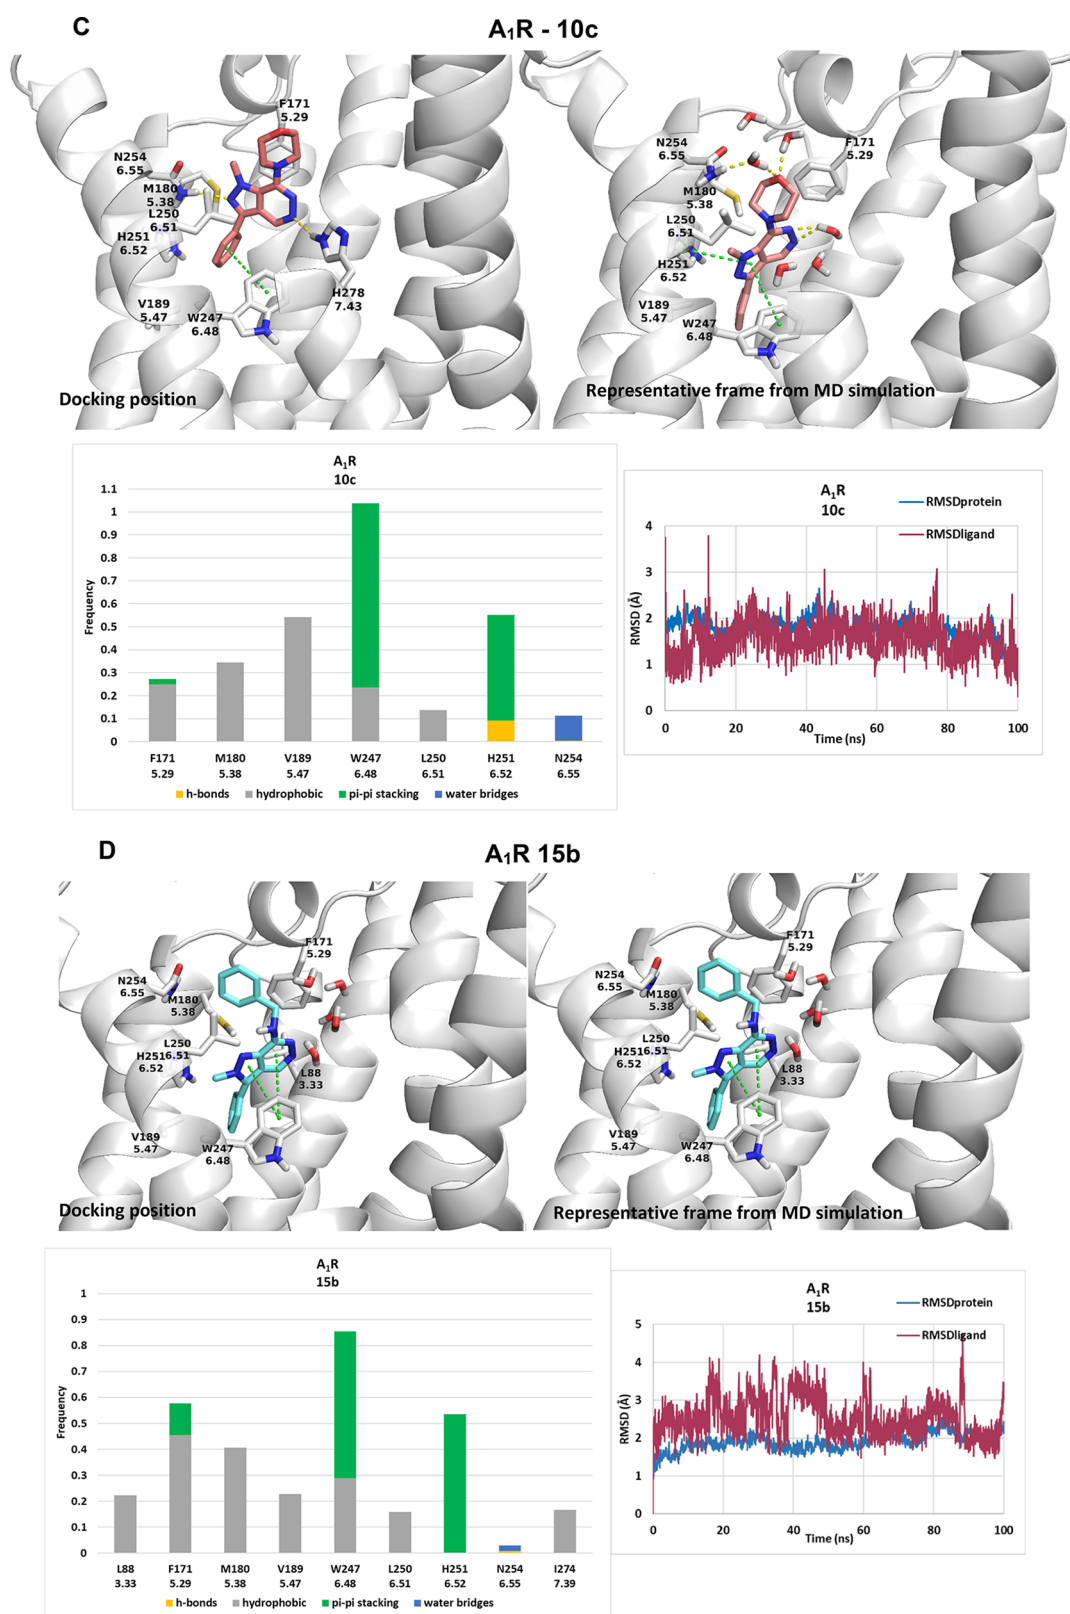 C
A₁R - 10c
F171
5.29
N254
6.55
M180
5.38
L250
6.51
H251
6.52
H278
7.43
V189
5.47
W247
6.48
Docking position
F171
5.29
N254
6.55
M180
5.38
L250
6.51
H251
6.52
V189
5.47
W247
6.48
Representative frame from MD simulation
A₁R
10c
Frequency
1.1
1
0.9
0.8
0.7
0.6
0.5
0.4
0.3
0.2
0.1
0
F171 M180 V189 W247 L250 H251 N254
5.29 5.38 5.47 6.48 6.51 6.52 6.55
h-bonds hydrophobic pi-pi stacking water bridges
A₁R
10c
RMSDprotein
RMSDligand
RMSD (Å)
4
3
2
1
0
0 20 40 60 80 100
Time (ns)
D
A₁R 15b
F171
5.29
N254
6.55
M180
5.38
L250
6.51
H251
6.52
L88
3.33
V189
5.47
W247
6.48
Docking position
F171
5.29
N254
6.55
M180
5.38
L250
6.51
H251
6.52
L88
3.33
V189
5.47
W247
6.48
Representative frame from MD simulation
A₁R
15b
Frequency
1
0.9
0.8
0.7
0.6
0.5
0.4
0.3
0.2
0.1
0
L88 F171 M180 V189 W247 L250 H251 N254 I274
3.33 5.29 5.38 5.47 6.48 6.51 6.52 6.55 7.39
h-bonds hydrophobic pi-pi stacking water bridges
A₁R
15b
RMSDprotein
RMSDligand
RMSD (Å)
5
4
3
2
1
0
0 20 40 60 80 100
Time (ns)